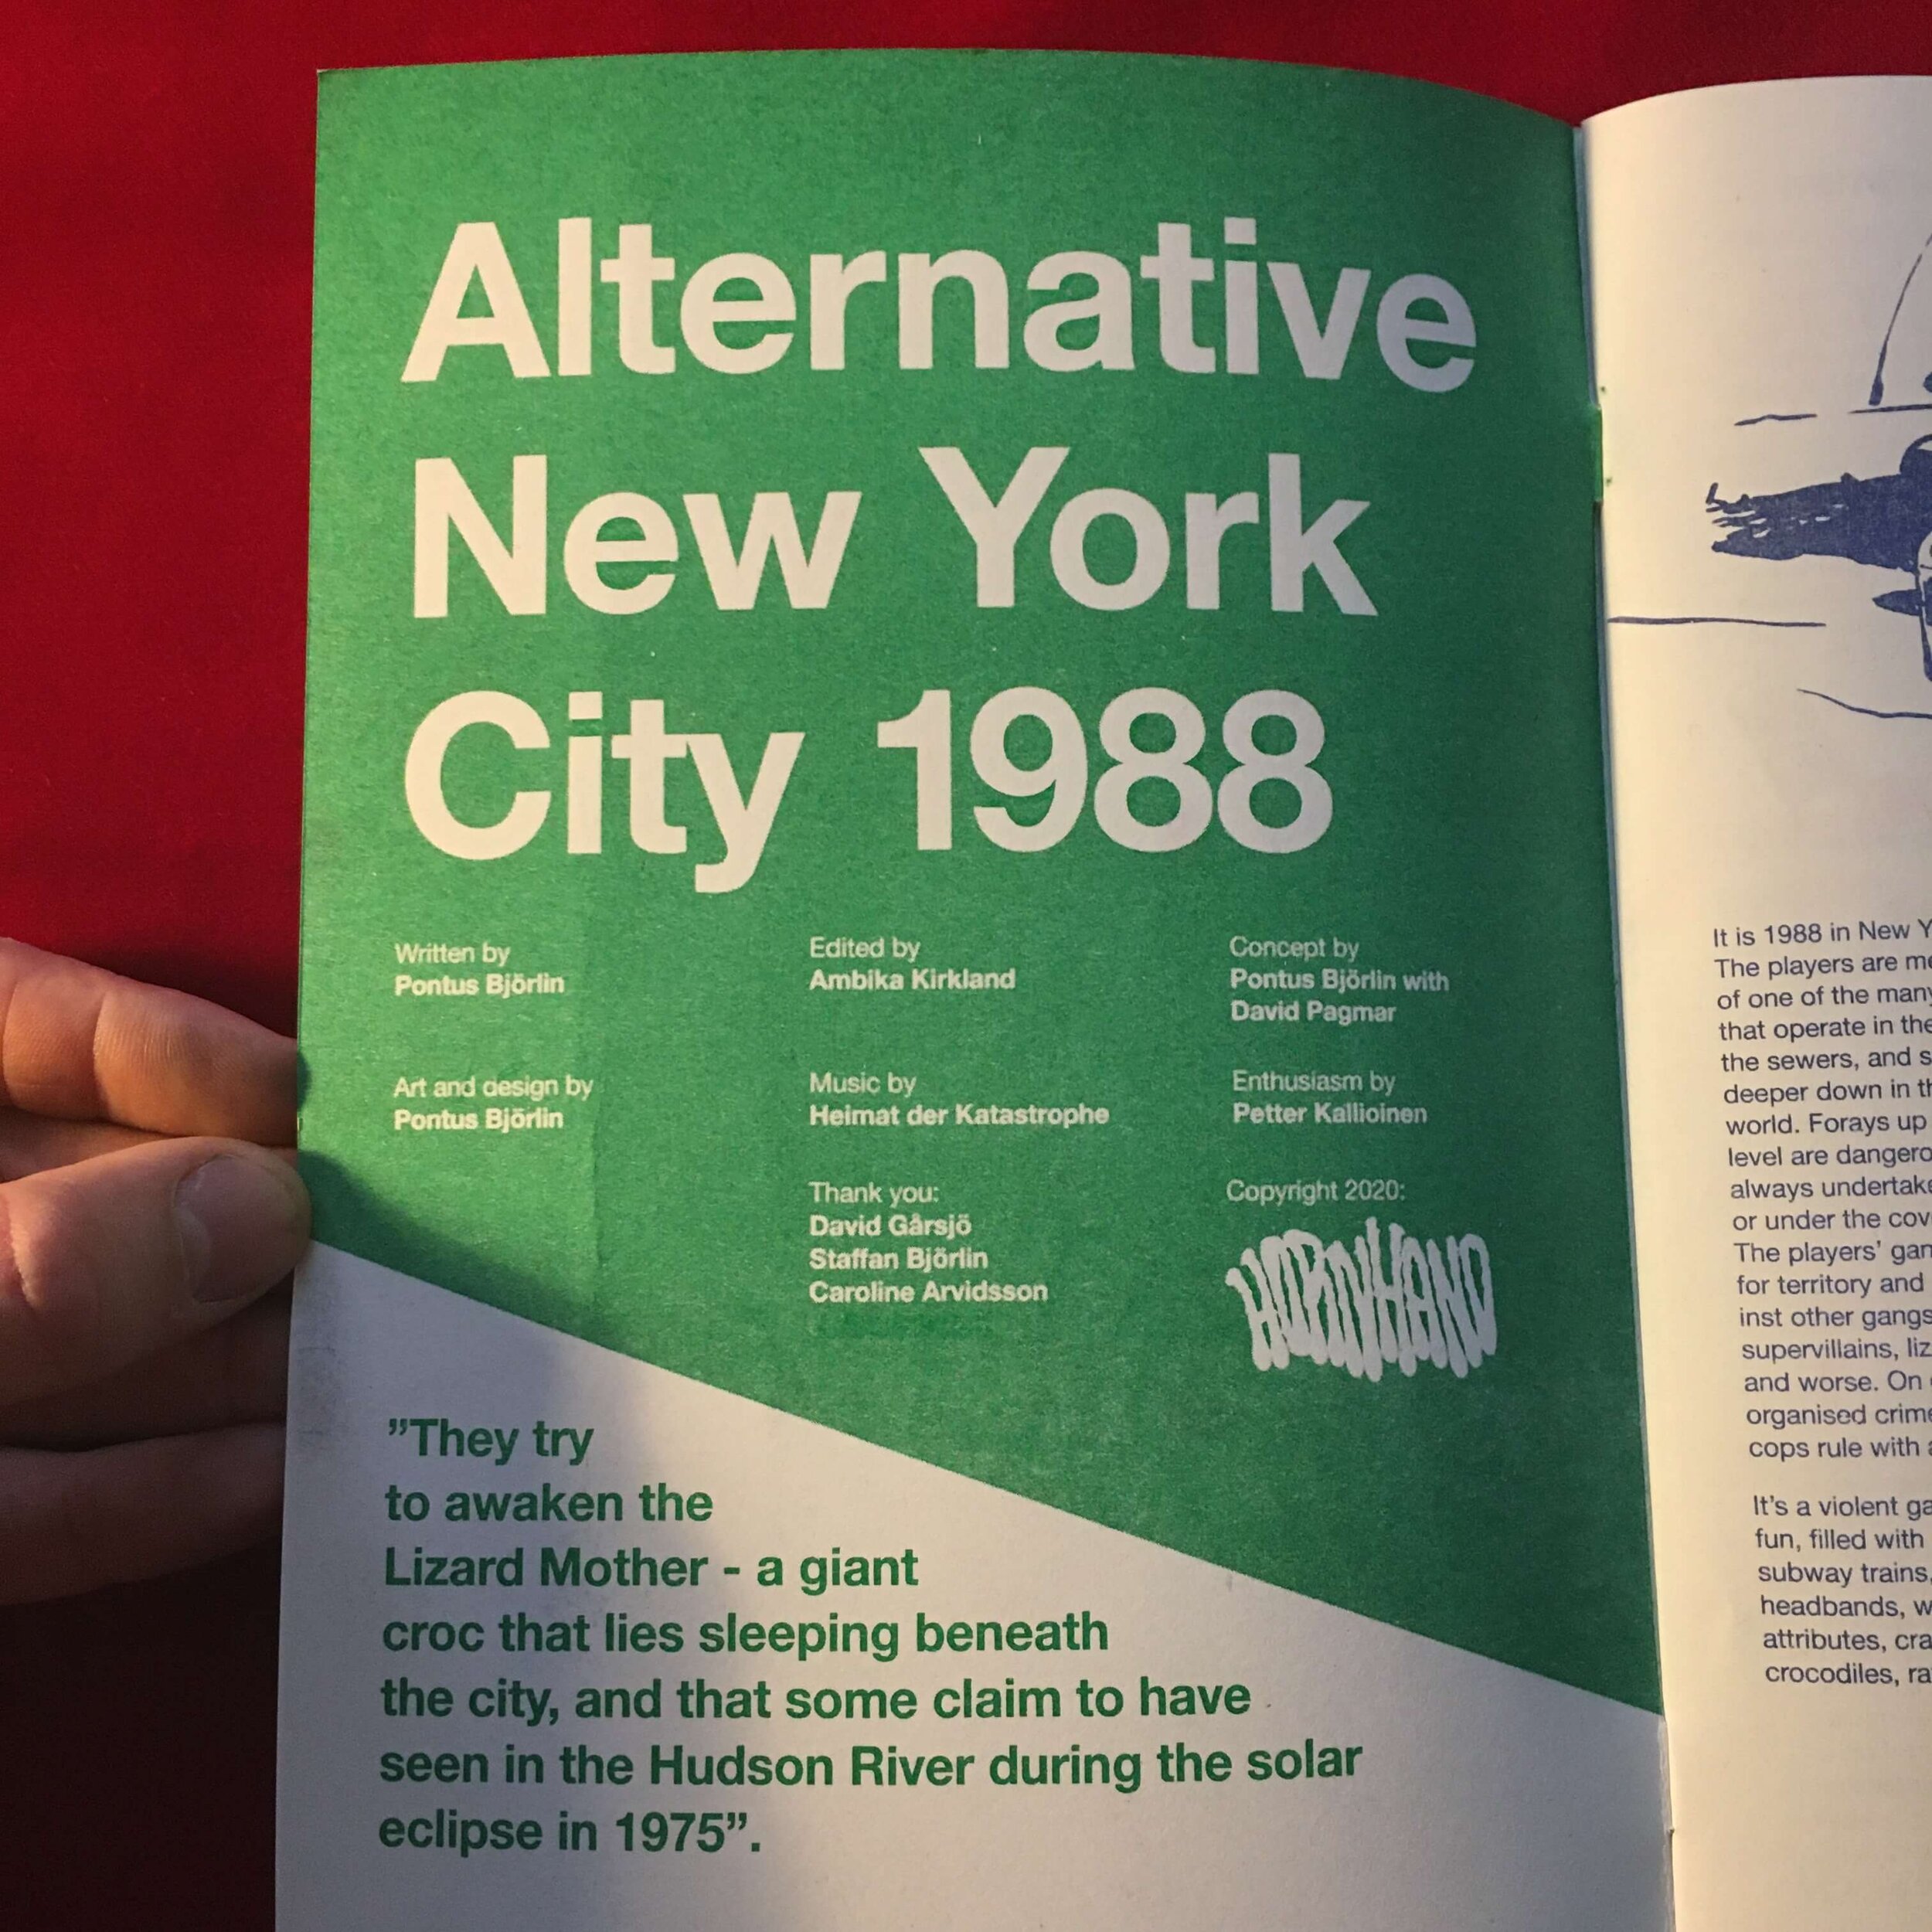 Alternative
New York
City 1988
Written by
Pontus Björlin
Edited by
Ambika Kirkland
Concept by
Pontus Björlin with
David Pagmar
Art and design by
Pontus Björlin
Music by
Heimat der Katastrophe
Enthusiasm by
Petter Kallioinen
Thank you:
David Gårsjö
Staffan Björlin
Caroline Arvidsson
Copyright 2020:
”They try
to awaken the
Lizard Mother - a giant
croc that lies sleeping beneath
the city, and that some claim to have
seen in the Hudson River during the solar
eclipse in 1975”.
It is 1988 in New
The players are
of one of the many
that operate in the
the sewers, and
deeper down in
world. Forays up
level are
always
or under the
The players’
for territory and
inst other gangs
supervillains,
and worse. On
organised
cops rule with
It’s a violent
fun, filled with
subway trains,
headbands,
attributes,
crocodiles,